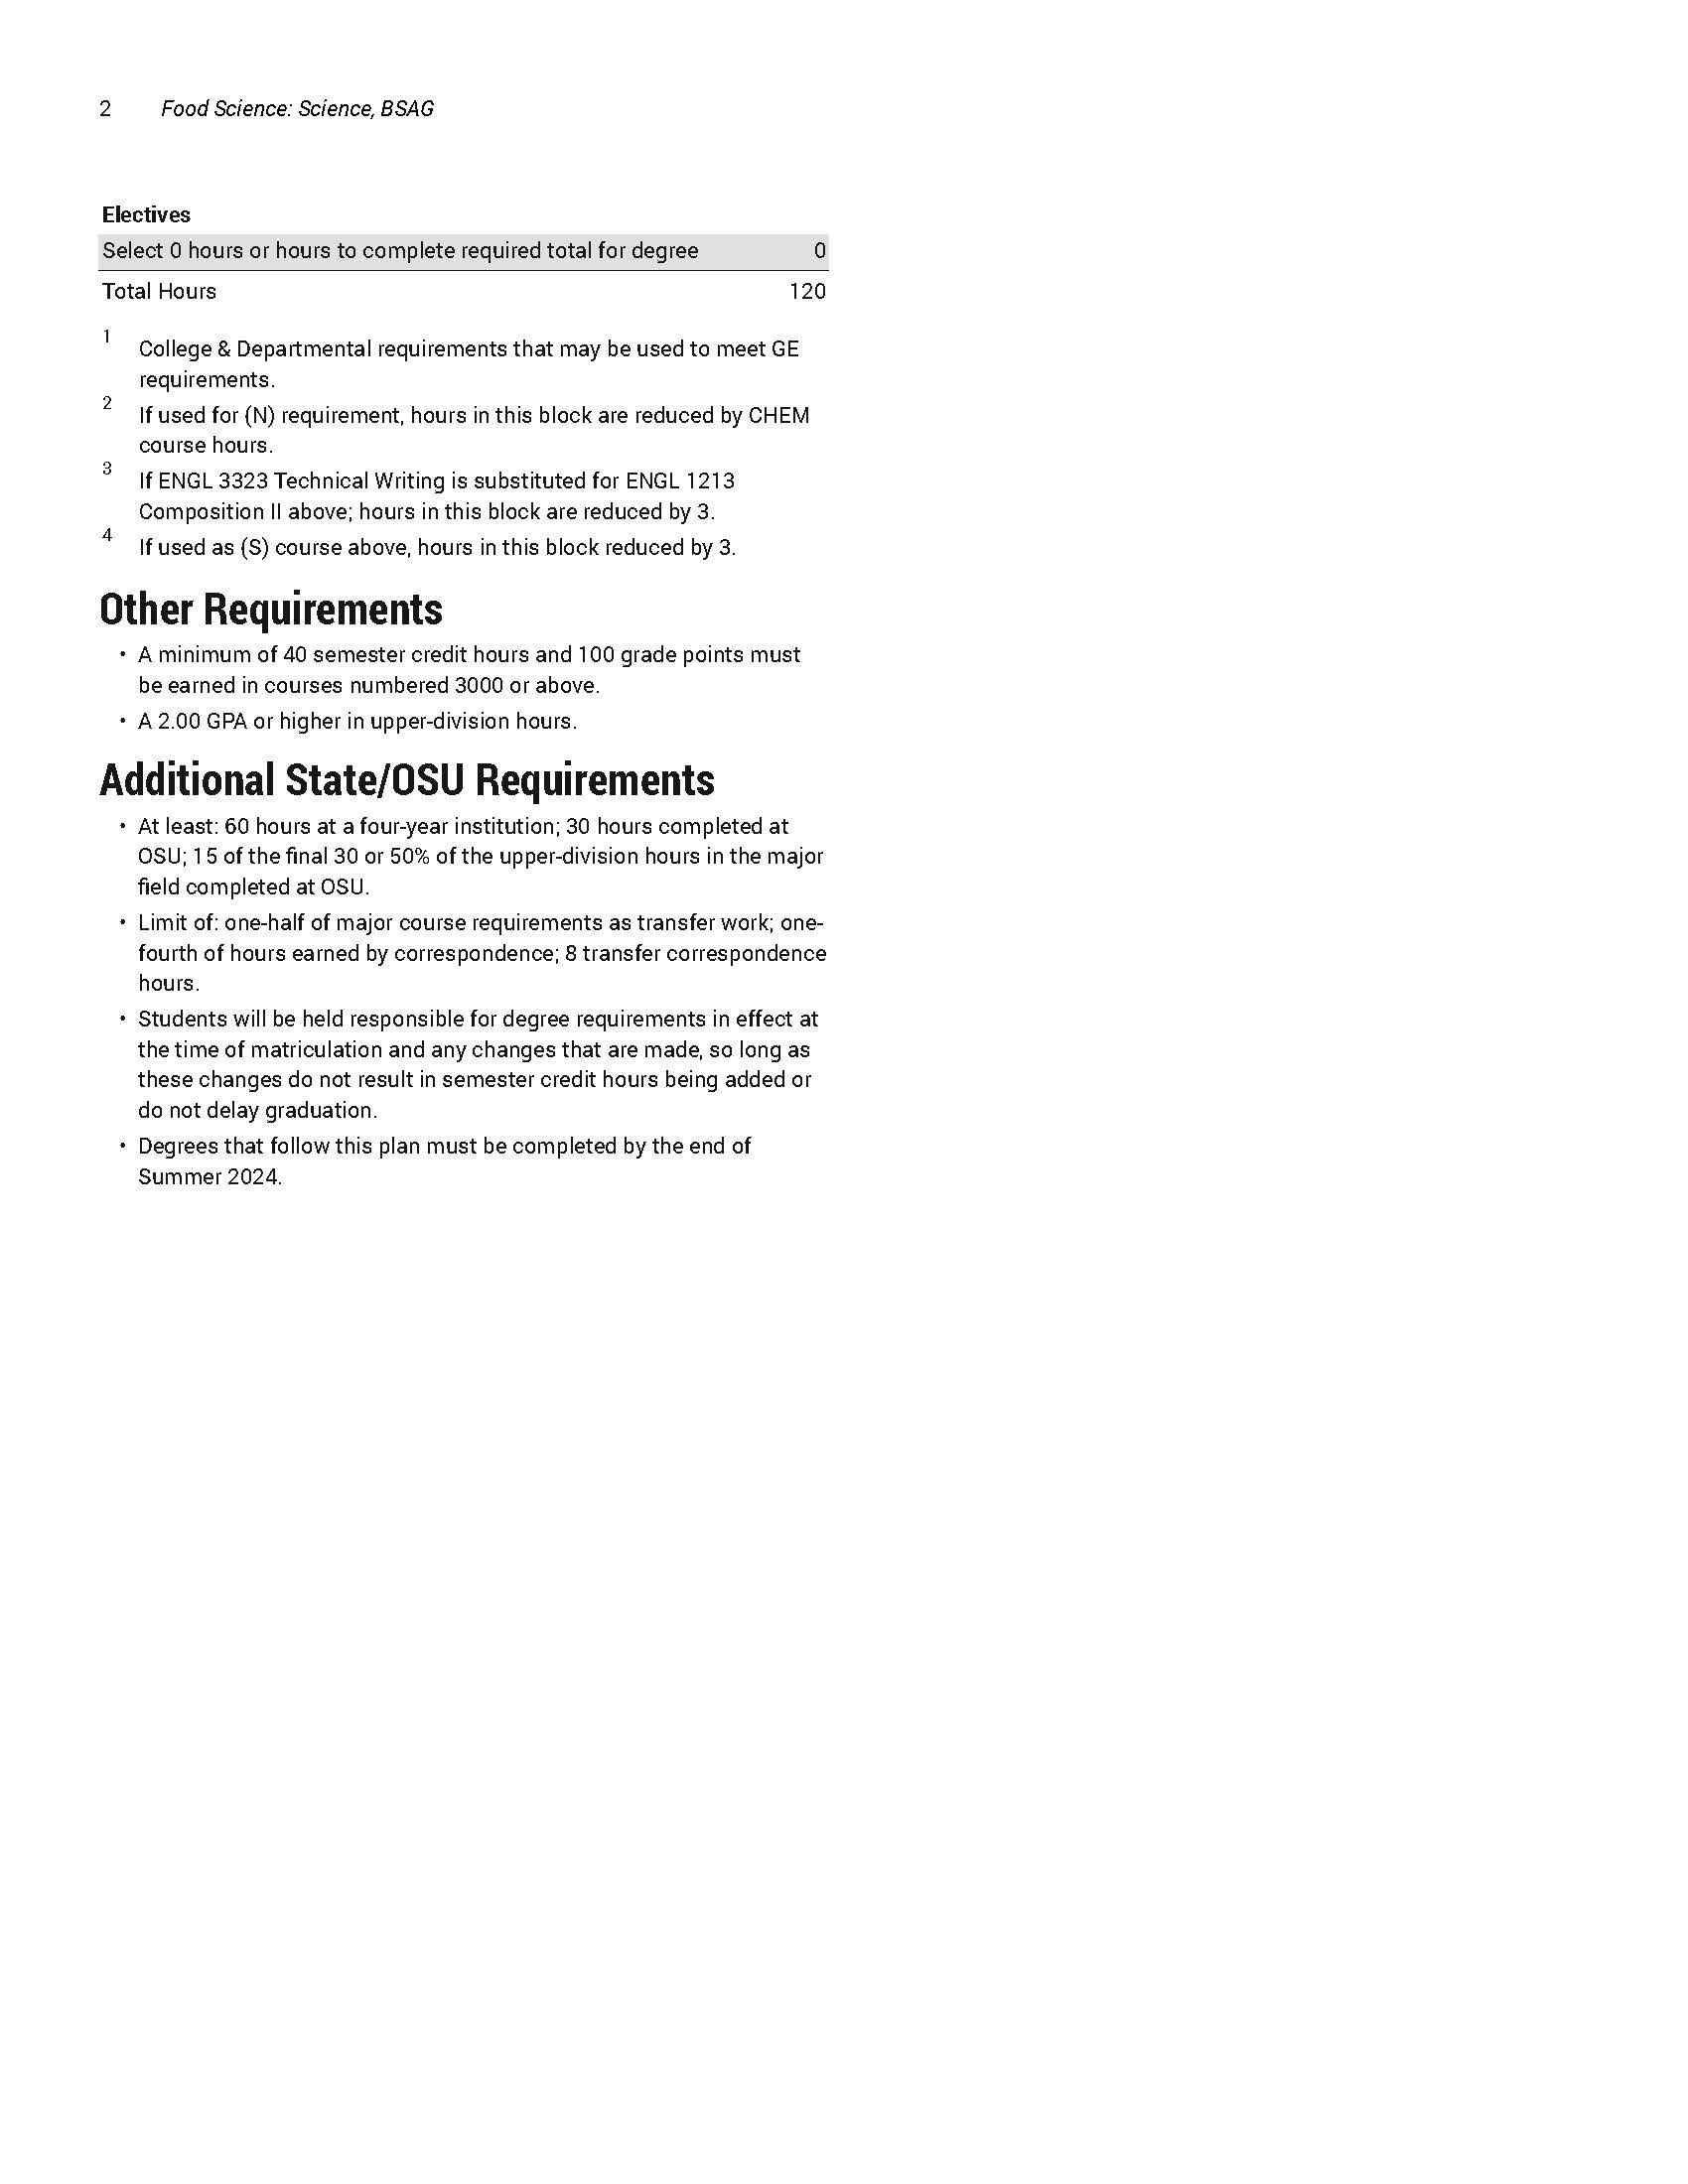 2 Food Science: Science, BSAG
Electives
Select 0 hours or hours to complete required total for degree 0
Total Hours 120
1 College & Departmental requirements that may be used to meet GE
requirements.
2 If used for (N) requirement, hours in this block are reduced by CHEM
course hours.
3 If ENGL 3323 Technical Writing is substituted for ENGL 1213
Composition II above; hours in this block are reduced by 3.
4 If used as (S) course above, hours in this block reduced by 3.
Other Requirements
• A minimum of 40 semester credit hours and 100 grade points must
be earned in courses numbered 3000 or above.
• A 2.00 GPA or higher in upper-division hours.
Additional State/OSU Requirements
• At least: 60 hours at a four-year institution; 30 hours completed at
OSU; 15 of the final 30 or 50% of the upper-division hours in the major
field completed at OSU.
• Limit of: one-half of major course requirements as transfer work; one-
fourth of hours earned by correspondence; 8 transfer correspondence
hours.
• Students will be held responsible for degree requirements in effect at
the time of matriculation and any changes that are made, so long as
these changes do not result in semester credit hours being added or
do not delay graduation.
• Degrees that follow this plan must be completed by the end of
Summer 2024.